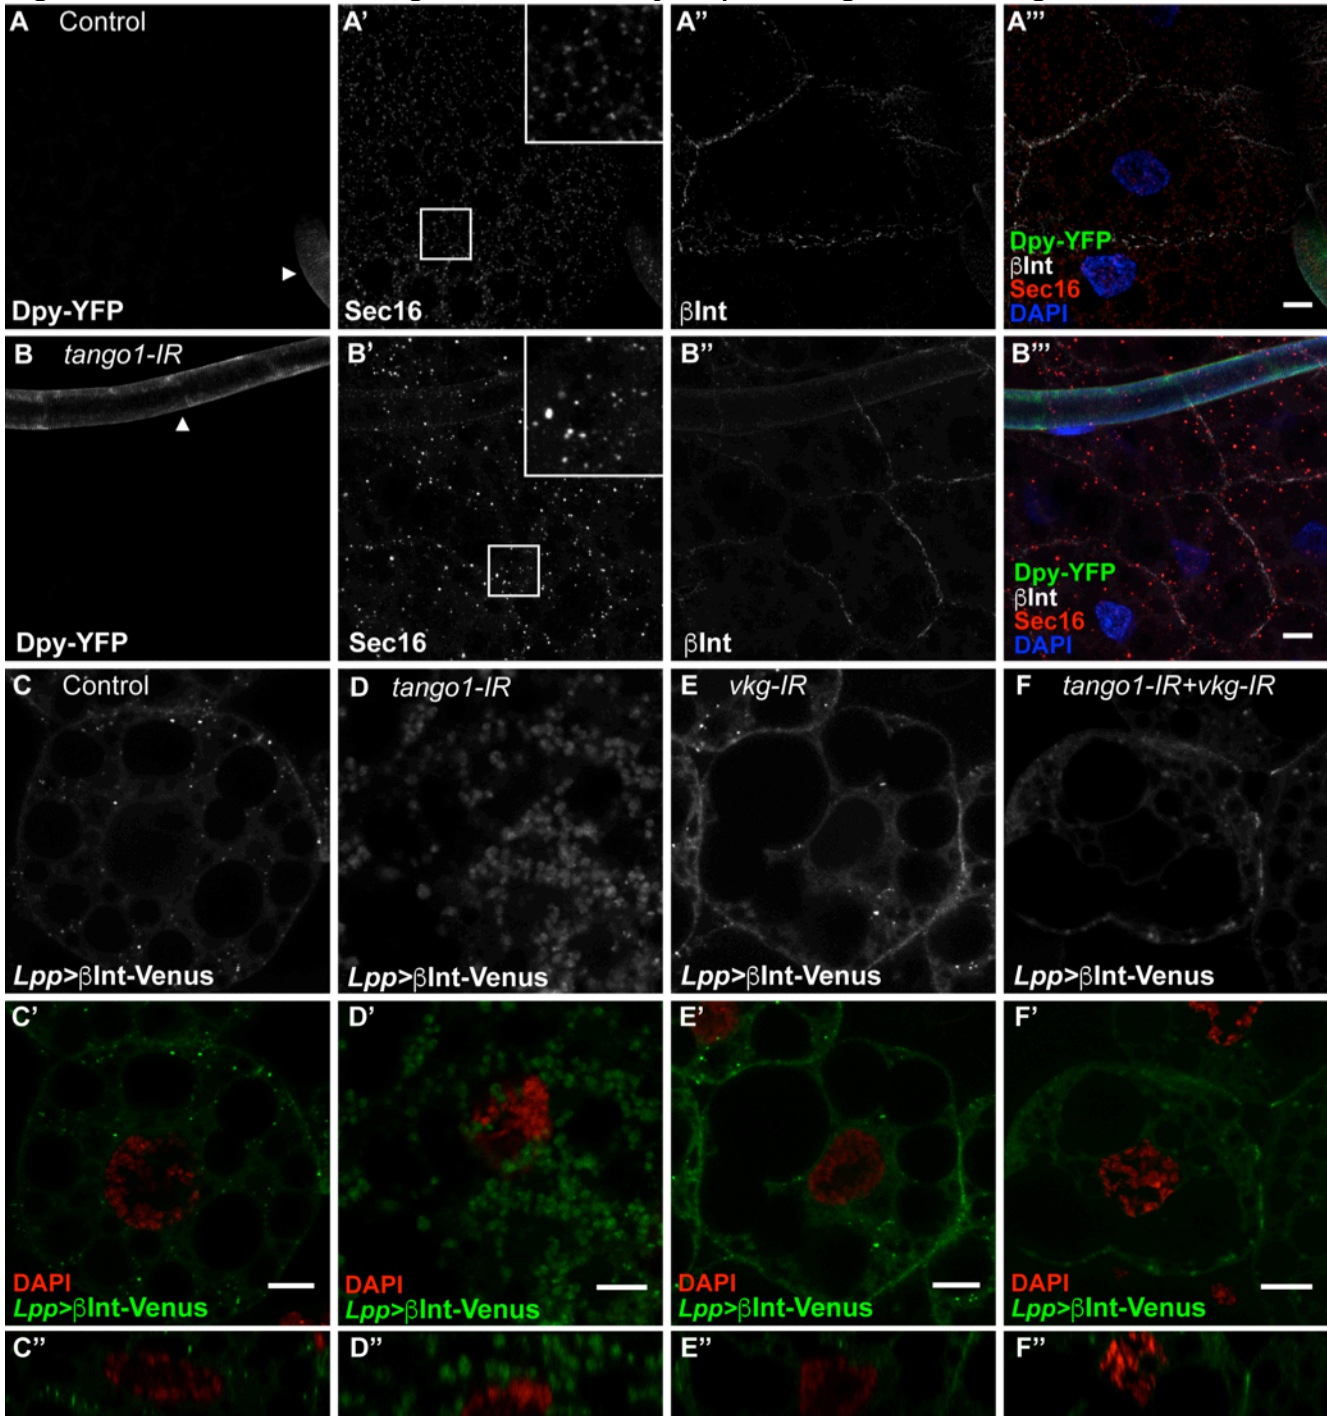 A Control
A'
A''
A'''
Dpy-YFP
Sec16
βInt
Dpy-YFP
βInt
Sec16
DAPI
B tango1-IR
B'
B''
B'''
Dpy-YFP
Sec16
βInt
Dpy-YFP
βInt
Sec16
DAPI
C Control
D tango1-IR
E vkg-IR
F tango1-IR+vkg-IR
Lpp>βInt-Venus
Lpp>βInt-Venus
Lpp>βInt-Venus
Lpp>βInt-Venus
C'
D'
E'
F'
DAPI
Lpp>βInt-Venus
DAPI
Lpp>βInt-Venus
DAPI
Lpp>βInt-Venus
DAPI
Lpp>βInt-Venus
C''
D''
E''
F''